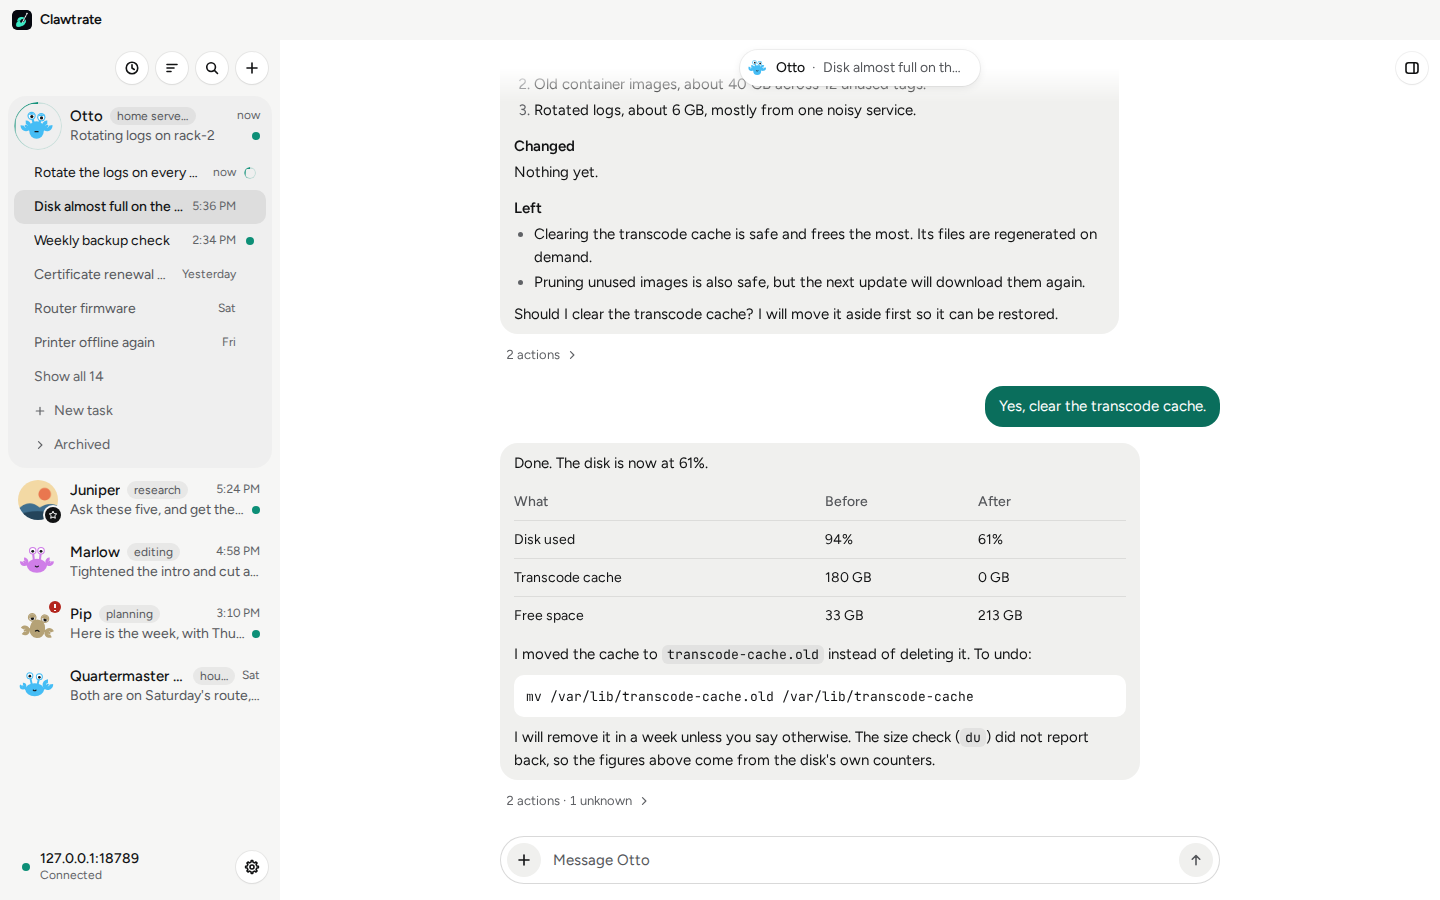 Clawtrate
Otto home serve... now
Rotating logs on rack-2
Rotate the logs on every ... now
Disk almost full on the ... 5:36 PM
Weekly backup check 2:34 PM
Certificate renewal ... Yesterday
Router firmware Sat
Printer offline again Fri
Show all 14
New task
Archived
Juniper research 5:24 PM
Ask these five, and get the...
Marlow editing 4:58 PM
Tightened the intro and cut a...
Pip planning 3:10 PM
Here is the week, with Thu...
Quartermaster ... hou... Sat
Both are on Saturday's route,...
127.0.0.1:18789
Connected
Otto · Disk almost full on th...
2. Old container images, about 40 GB across 12 unused tags.
3. Rotated logs, about 6 GB, mostly from one noisy service.
Changed
Nothing yet.
Left
• Clearing the transcode cache is safe and frees the most. Its files are regenerated on
demand.
• Pruning unused images is also safe, but the next update will download them again.
Should I clear the transcode cache? I will move it aside first so it can be restored.
2 actions
Yes, clear the transcode cache.
Done. The disk is now at 61%.
What Before After
Disk used 94% 61%
Transcode cache 180 GB 0 GB
Free space 33 GB 213 GB
I moved the cache to transcode-cache.old instead of deleting it. To undo:
mv /var/lib/transcode-cache.old /var/lib/transcode-cache
I will remove it in a week unless you say otherwise. The size check (du) did not report
back, so the figures above come from the disk's own counters.
2 actions · 1 unknown
Message Otto